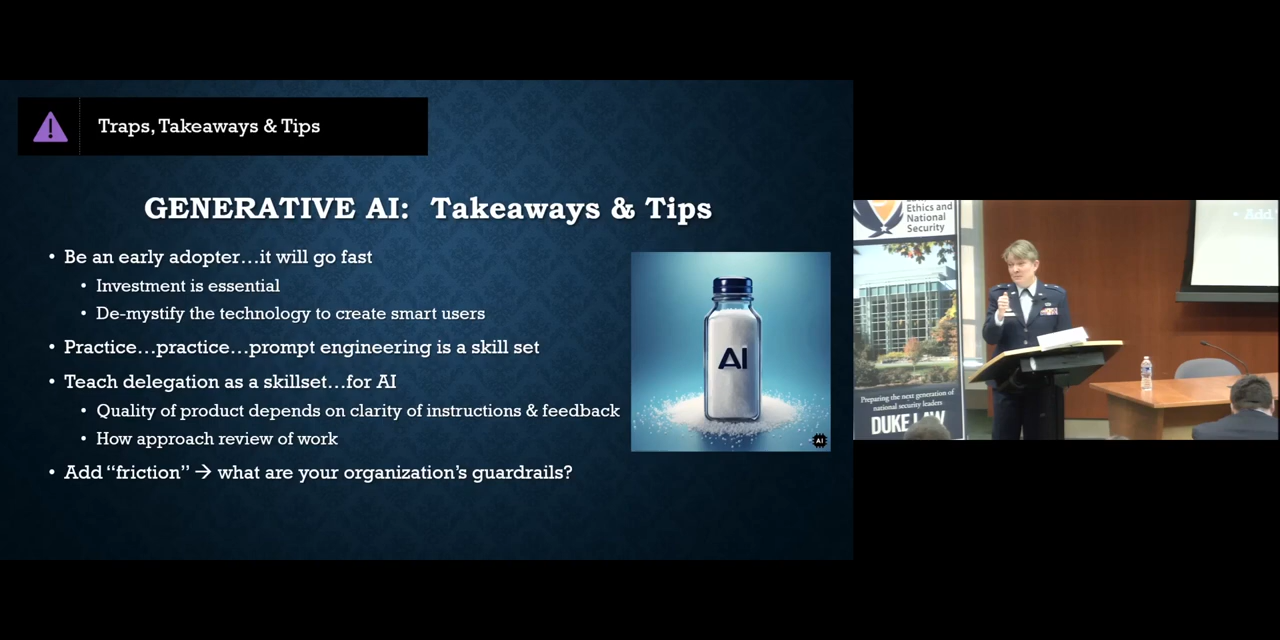 Traps, Takeaways & Tips
GENERATIVE AI: Takeaways & Tips
• Be an early adopter...it will go fast
• Investment is essential
• De-mystify the technology to create smart users
• Practice...practice...prompt engineering is a skill set
• Teach delegation as a skillset...for AI
• Quality of product depends on clarity of instructions & feedback
• How approach review of work
• Add “friction” → what are your organization’s guardrails?
AI
AI
Ethics and
National
Security
Preparing the next generation of
national security leaders
DUKE LAW
• Add